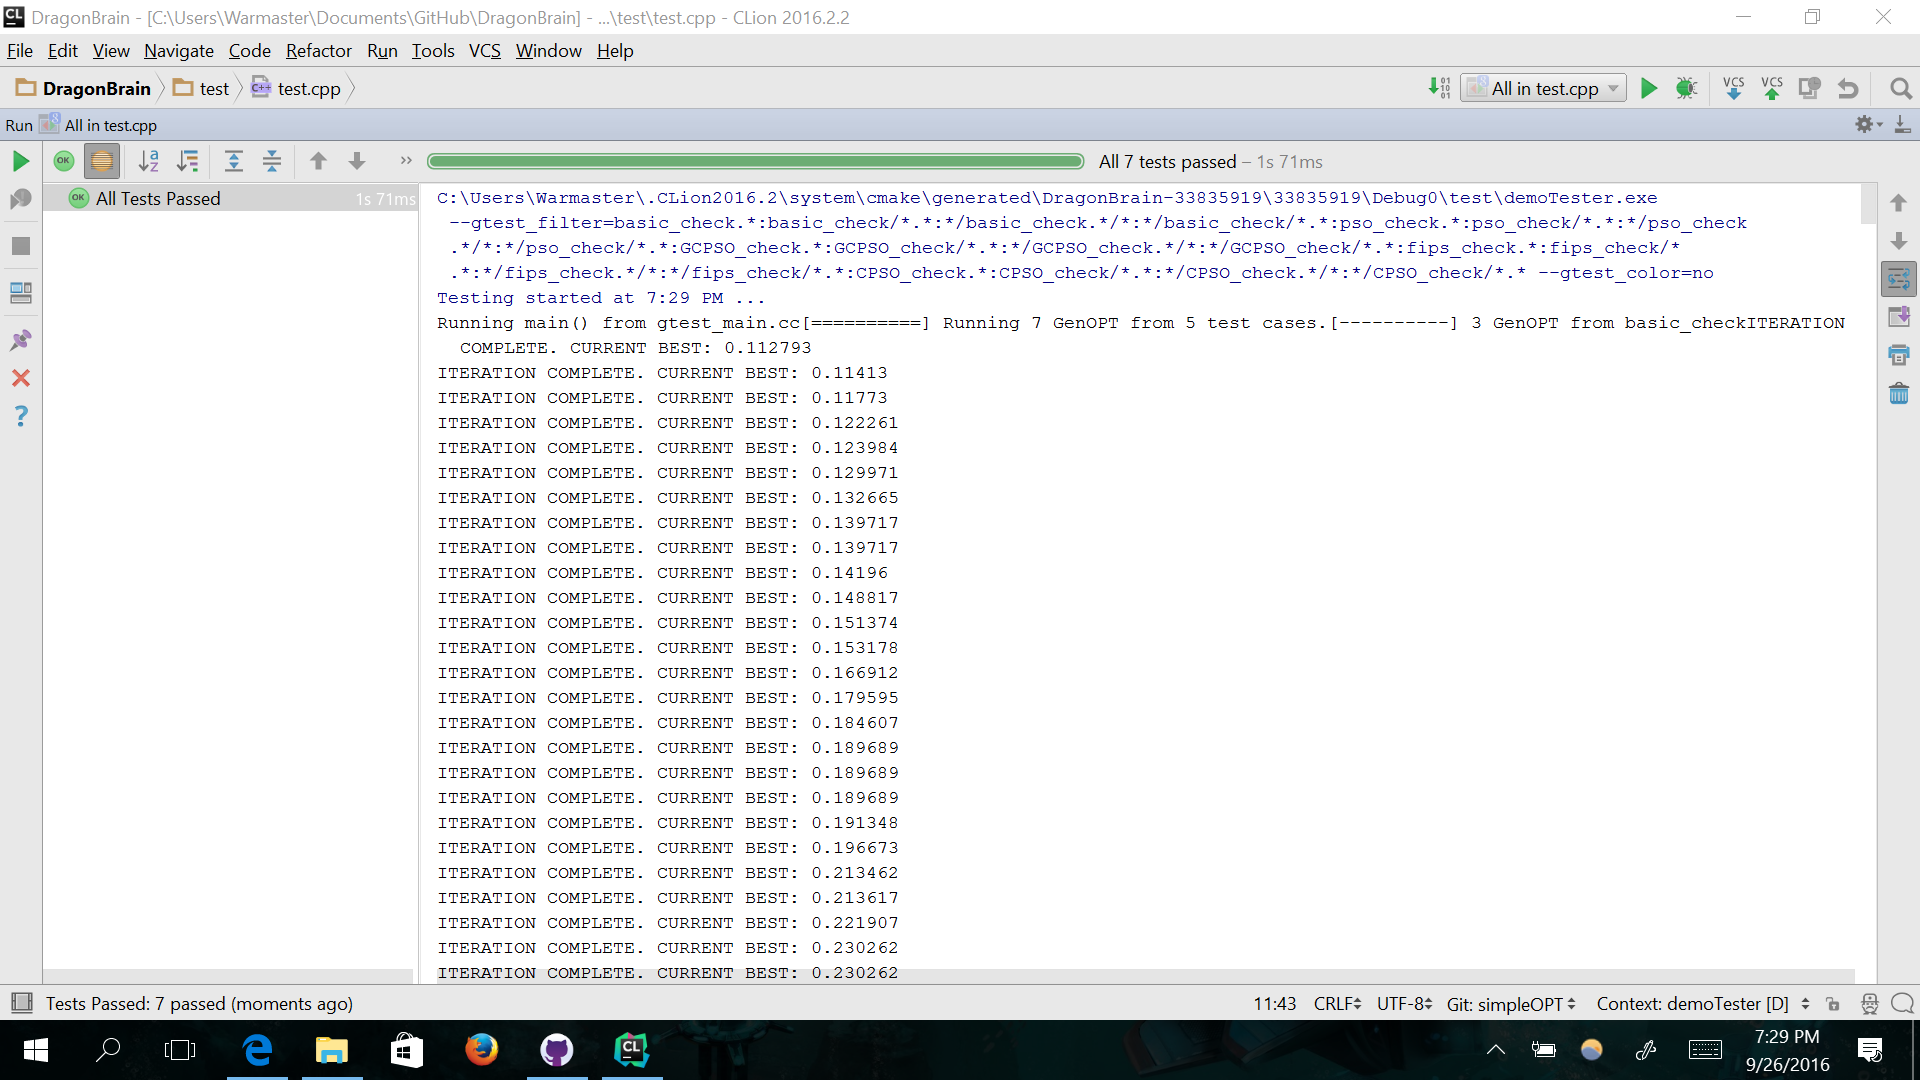 DragonBrain - [C:\Users\Warmaster\Documents\GitHub\DragonBrain] - ...\test\test.cpp - CLion 2016.2.2
File Edit View Navigate Code Refactor Run Tools VCS Window Help
DragonBrain test test.cpp All in test.cpp VCS VCS
Run All in test.cpp
All 7 tests passed – 1s 71ms
OK All Tests Passed 1s 71ms
C:\Users\Warmaster\.CLion2016.2\system\cmake\generated\DragonBrain-33835919\33835919\Debug0\test\demoTester.exe
--gtest_filter=basic_check.*:basic_check/*.*:*/basic_check.*/*:*/basic_check/*.*:pso_check.*:pso_check/*.*:*/pso_check
.*/*:*/pso_check/*.*:GCPSO_check.*:GCPSO_check/*.*:*/GCPSO_check.*/*:*/GCPSO_check/*.*:fips_check.*:fips_check/*
.*:*/fips_check.*/*:*/fips_check/*.*:CPSO_check.*:CPSO_check/*.*:*/CPSO_check.*/*:*/CPSO_check/*.* --gtest_color=no
Testing started at 7:29 PM ...
Running main() from gtest_main.cc[==========] Running 7 GenOPT from 5 test cases.[----------] 3 GenOPT from basic_checkITERATION
COMPLETE. CURRENT BEST: 0.112793
ITERATION COMPLETE. CURRENT BEST: 0.11413
ITERATION COMPLETE. CURRENT BEST: 0.11773
ITERATION COMPLETE. CURRENT BEST: 0.122261
ITERATION COMPLETE. CURRENT BEST: 0.123984
ITERATION COMPLETE. CURRENT BEST: 0.129971
ITERATION COMPLETE. CURRENT BEST: 0.132665
ITERATION COMPLETE. CURRENT BEST: 0.139717
ITERATION COMPLETE. CURRENT BEST: 0.139717
ITERATION COMPLETE. CURRENT BEST: 0.14196
ITERATION COMPLETE. CURRENT BEST: 0.148817
ITERATION COMPLETE. CURRENT BEST: 0.151374
ITERATION COMPLETE. CURRENT BEST: 0.153178
ITERATION COMPLETE. CURRENT BEST: 0.166912
ITERATION COMPLETE. CURRENT BEST: 0.179595
ITERATION COMPLETE. CURRENT BEST: 0.184607
ITERATION COMPLETE. CURRENT BEST: 0.189689
ITERATION COMPLETE. CURRENT BEST: 0.189689
ITERATION COMPLETE. CURRENT BEST: 0.189689
ITERATION COMPLETE. CURRENT BEST: 0.191348
ITERATION COMPLETE. CURRENT BEST: 0.196673
ITERATION COMPLETE. CURRENT BEST: 0.213462
ITERATION COMPLETE. CURRENT BEST: 0.213617
ITERATION COMPLETE. CURRENT BEST: 0.221907
ITERATION COMPLETE. CURRENT BEST: 0.230262
ITERATION COMPLETE. CURRENT BEST: 0.230262
Tests Passed: 7 passed (moments ago) 11:43 CRLF UTF-8 Git: simpleOPT Context: demoTester [D]
7:29 PM
9/26/2016